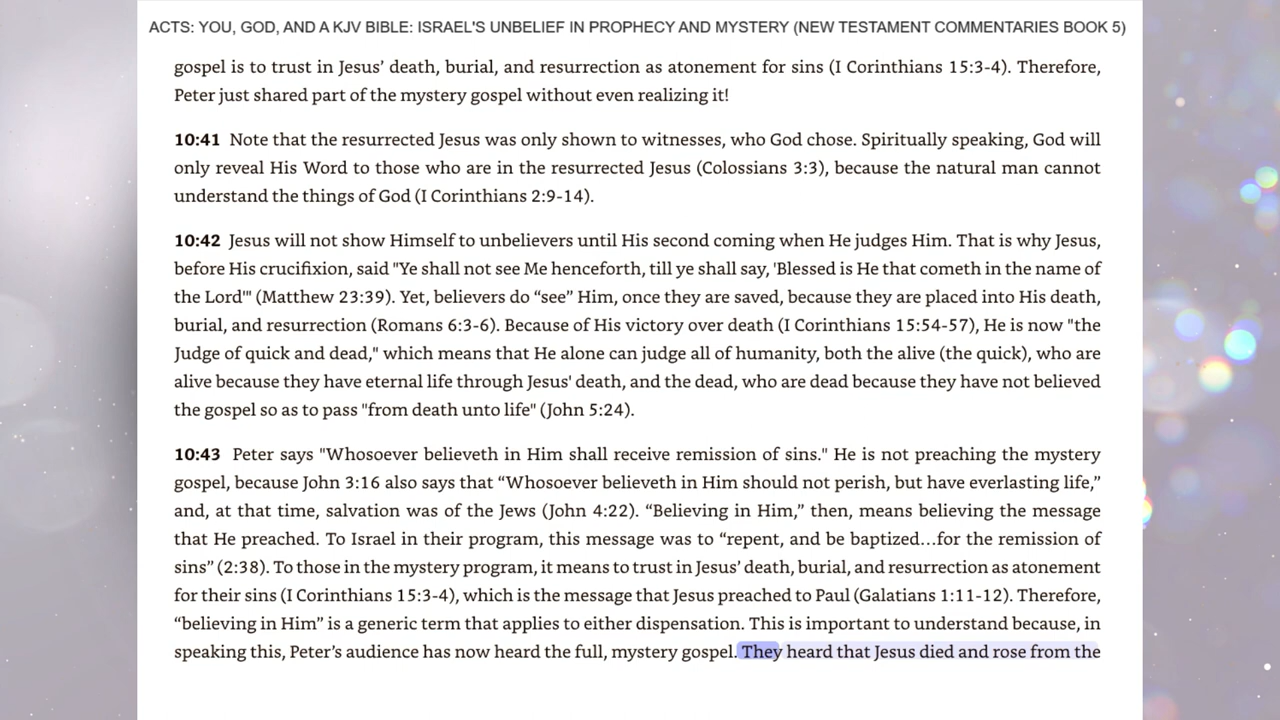 ACTS: YOU, GOD, AND A KJV BIBLE: ISRAEL'S UNBELIEF IN PROPHECY AND MYSTERY (NEW TESTAMENT COMMENTARIES BOOK 5)
gospel is to trust in Jesus’ death, burial, and resurrection as atonement for sins (I Corinthians 15:3-4). Therefore,
Peter just shared part of the mystery gospel without even realizing it!
10:41 Note that the resurrected Jesus was only shown to witnesses, who God chose. Spiritually speaking, God will
only reveal His Word to those who are in the resurrected Jesus (Colossians 3:3), because the natural man cannot
understand the things of God (I Corinthians 2:9-14).
10:42 Jesus will not show Himself to unbelievers until His second coming when He judges Him. That is why Jesus,
before His crucifixion, said "Ye shall not see Me henceforth, till ye shall say, 'Blessed is He that cometh in the name of
the Lord'" (Matthew 23:39). Yet, believers do “see” Him, once they are saved, because they are placed into His death,
burial, and resurrection (Romans 6:3-6). Because of His victory over death (I Corinthians 15:54-57), He is now "the
Judge of quick and dead," which means that He alone can judge all of humanity, both the alive (the quick), who are
alive because they have eternal life through Jesus' death, and the dead, who are dead because they have not believed
the gospel so as to pass "from death unto life" (John 5:24).
10:43 Peter says "Whosoever believeth in Him shall receive remission of sins." He is not preaching the mystery
gospel, because John 3:16 also says that “Whosoever believeth in Him should not perish, but have everlasting life,”
and, at that time, salvation was of the Jews (John 4:22). “Believing in Him,” then, means believing the message
that He preached. To Israel in their program, this message was to “repent, and be baptized…for the remission of
sins” (2:38). To those in the mystery program, it means to trust in Jesus’ death, burial, and resurrection as atonement
for their sins (I Corinthians 15:3-4), which is the message that Jesus preached to Paul (Galatians 1:11-12). Therefore,
“believing in Him” is a generic term that applies to either dispensation. This is important to understand because, in
speaking this, Peter’s audience has now heard the full, mystery gospel. They heard that Jesus died and rose from the